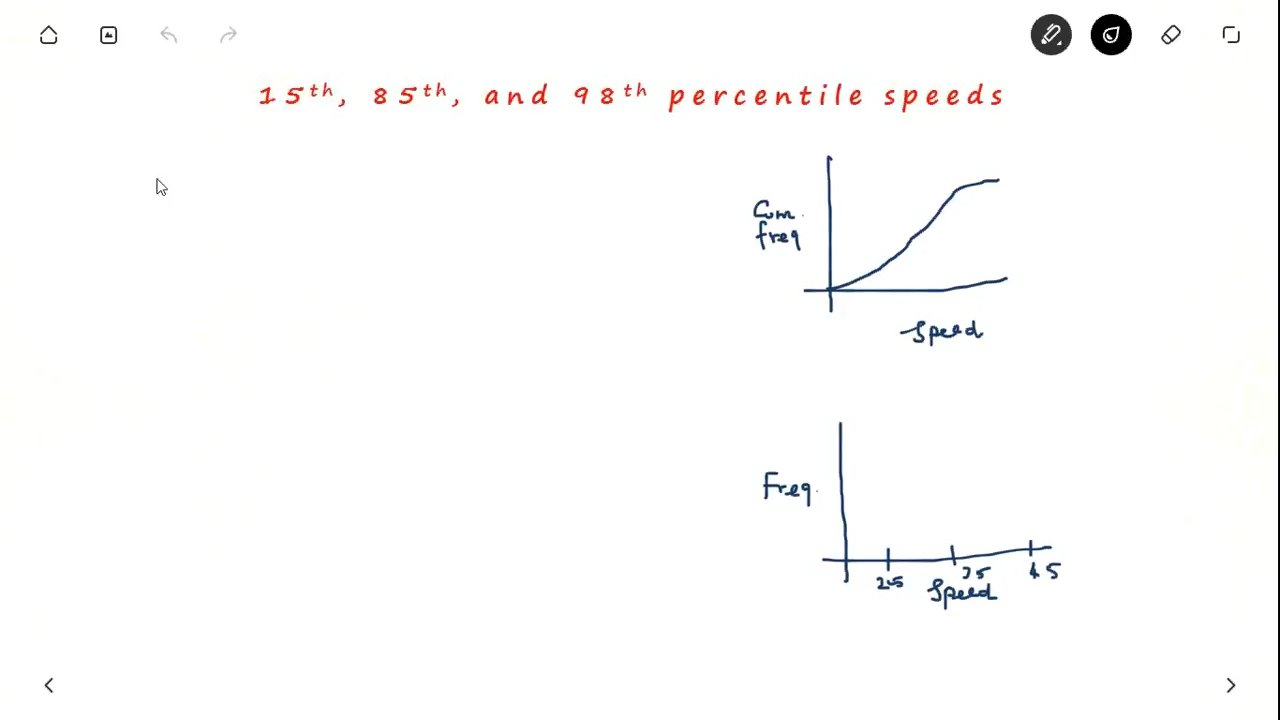 15th, 85th, and 98th percentile speeds
Cum.
freq
Speed
Freq.
25
35
45
Speed